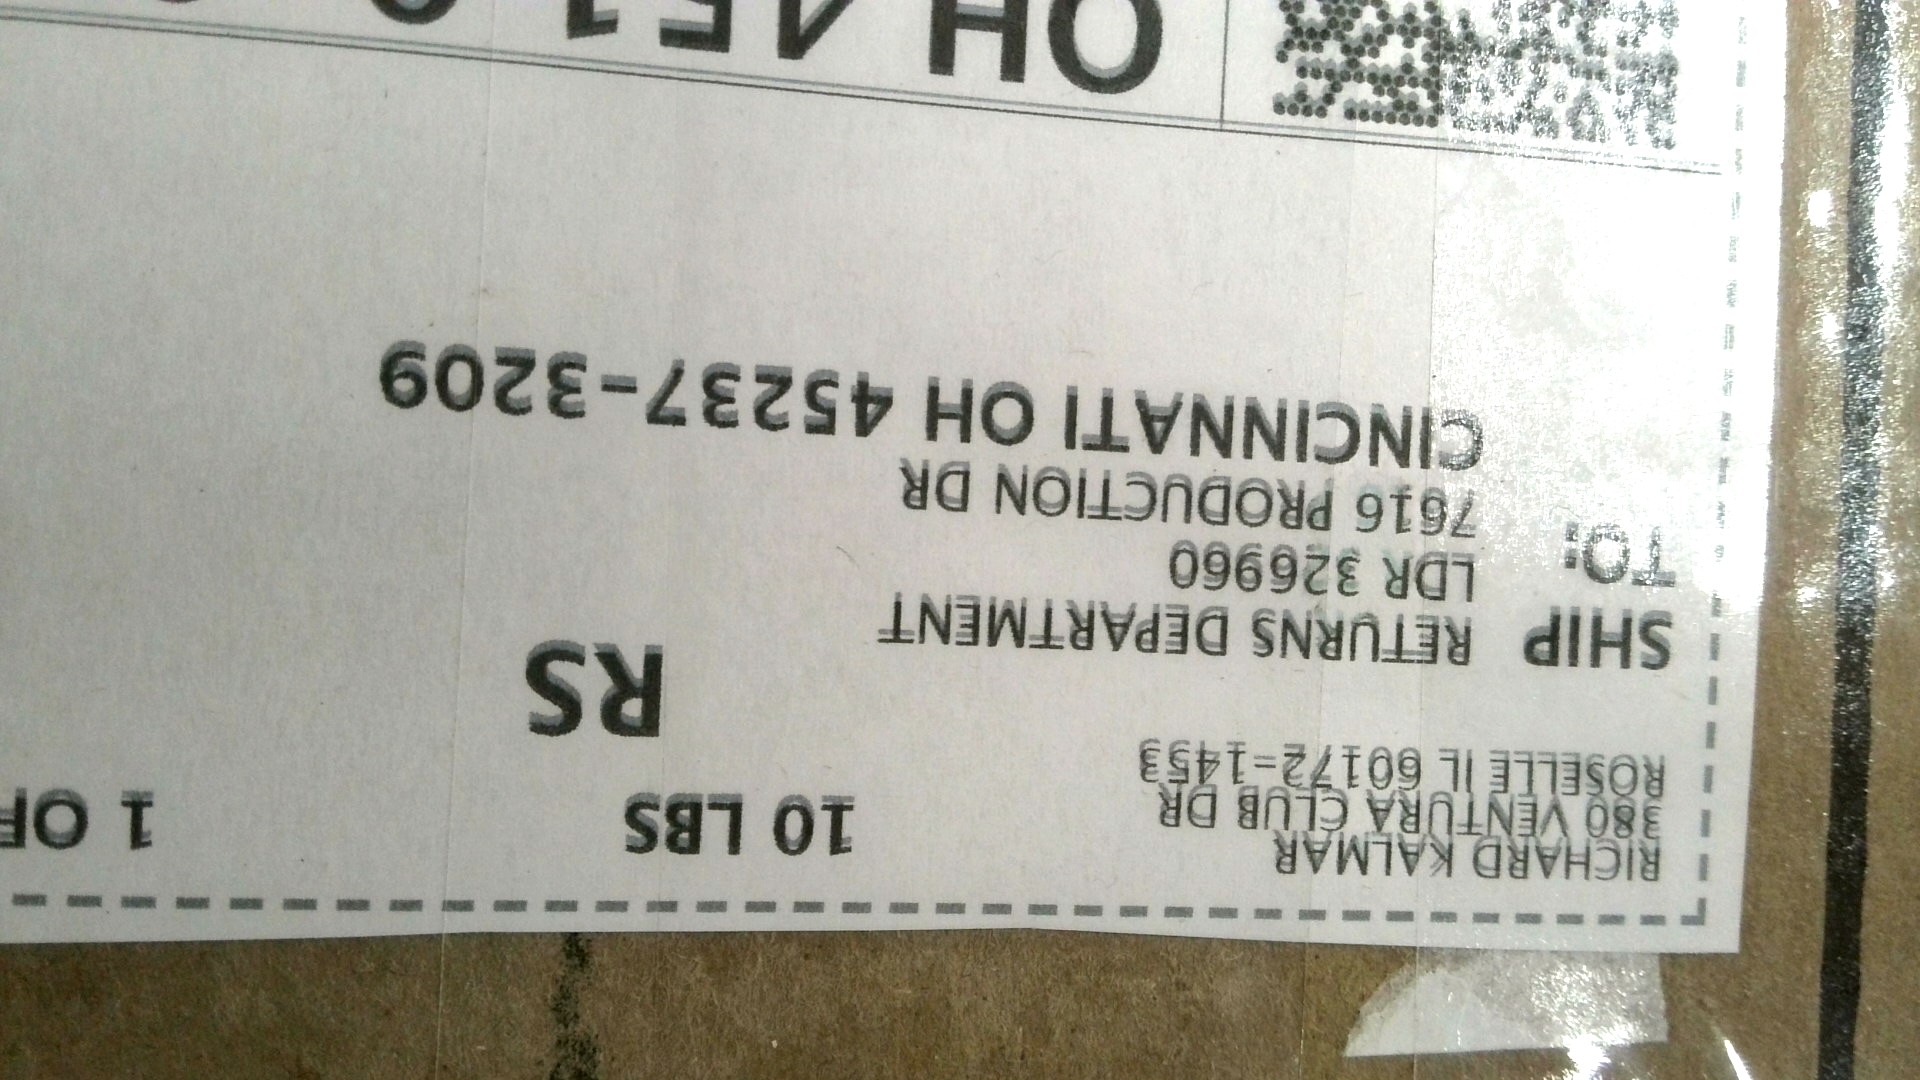 RICHARD KALMAR
380 VENTURA CLUB DR
ROSELLE IL 60172-1453
10 LBS
1 OF
RS
SHIP TO:
RETURNS DEPARTMENT
LDR 326960
7616 PRODUCTION DR
CINCINNATI OH 45237-3209
OH 451